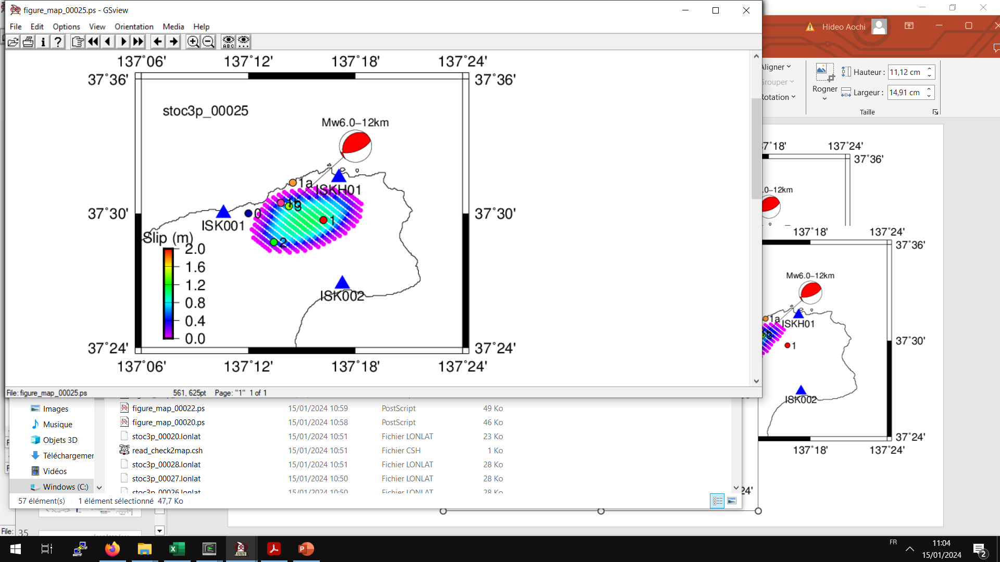 figure_map_00025.ps - GSview
File Edit Options View Orientation Media Help
137°06' 137°12' 137°18' 137°24'
37°36' 37°36'
stoc3p_00025
Mw6.0–12km
1a
ISKH01
1b
3
37°30' 0 37°30'
1
ISK001
2
Slip (m)
2.0
1.6
1.2
0.8
0.4
0.0
ISK002
37°24' 37°24'
137°06' 137°12' 137°18' 137°24'
File: figure_map_00025.ps 561, 625pt Page: "1" 1 of 1
Hideo Aochi
Aligner
Grouper
Rotation
Rogner
Hauteur : 11,12 cm
Largeur : 14,91 cm
Taille
137°24'
37°36'
137°18' 137°24'
37°36'
Mw6.0–12km
1a
ISKH01
37°30'
1
ISK002
37°24'
137°18' 137°24'
Images
Musique
Objets 3D
Vidéos
Windows (C:)
figure_map_00022.ps 15/01/2024 10:59 PostScript 49 Ko
figure_map_00020.ps 15/01/2024 10:58 PostScript 46 Ko
stoc3p_00020.lonlat 15/01/2024 10:51 Fichier LONLAT 23 Ko
read_check2map.csh 15/01/2024 10:51 Fichier CSH 1 Ko
stoc3p_00028.lonlat 15/01/2024 10:51 Fichier LONLAT 28 Ko
stoc3p_00027.lonlat 15/01/2024 10:50 Fichier LONLAT 28 Ko
stoc3p_00026.lonlat 15/01/2024 10:50 Fichier LONLAT 28 Ko
57 élément(s) 1 élément sélectionné 47,7 Ko
File:
35
FR
11:04
15/01/2024
2